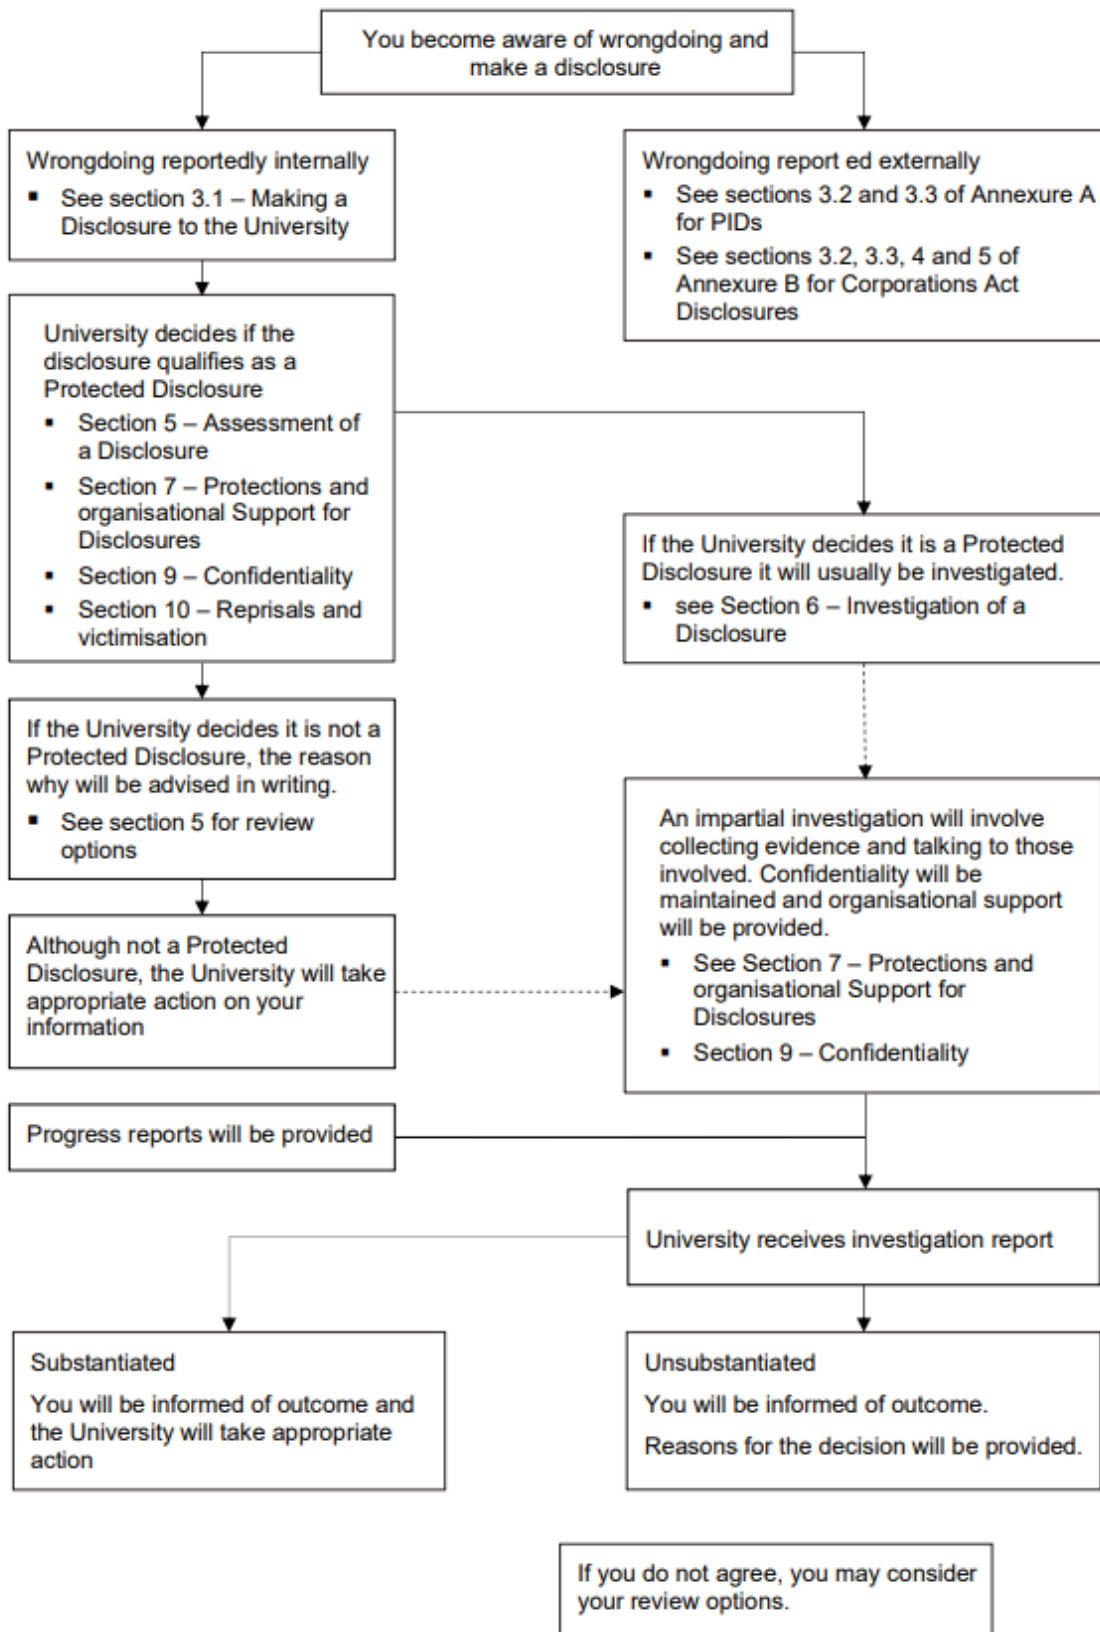 You become aware of wrongdoing and
make a disclosure
Wrongdoing reportedly internally
▪ See section 3.1 – Making a
Disclosure to the University
Wrongdoing report ed externally
▪ See sections 3.2 and 3.3 of Annexure A
for PIDs
▪ See sections 3.2, 3.3, 4 and 5 of
Annexure B for Corporations Act
Disclosures
University decides if the
disclosure qualifies as a
Protected Disclosure
▪ Section 5 – Assessment of
a Disclosure
▪ Section 7 – Protections and
organisational Support for
Disclosures
▪ Section 9 – Confidentiality
▪ Section 10 – Reprisals and
victimisation
If the University decides it is a Protected
Disclosure it will usually be investigated.
▪ see Section 6 – Investigation of a
Disclosure
If the University decides it is not a
Protected Disclosure, the reason
why will be advised in writing.
▪ See section 5 for review
options
An impartial investigation will involve
collecting evidence and talking to those
involved. Confidentiality will be
maintained and organisational support
will be provided.
▪ See Section 7 – Protections and
organisational Support for
Disclosures
▪ Section 9 – Confidentiality
Although not a Protected
Disclosure, the University will take
appropriate action on your
information
Progress reports will be provided
University receives investigation report
Substantiated
You will be informed of outcome and
the University will take appropriate
action
Unsubstantiated
You will be informed of outcome.
Reasons for the decision will be provided.
If you do not agree, you may consider
your review options.